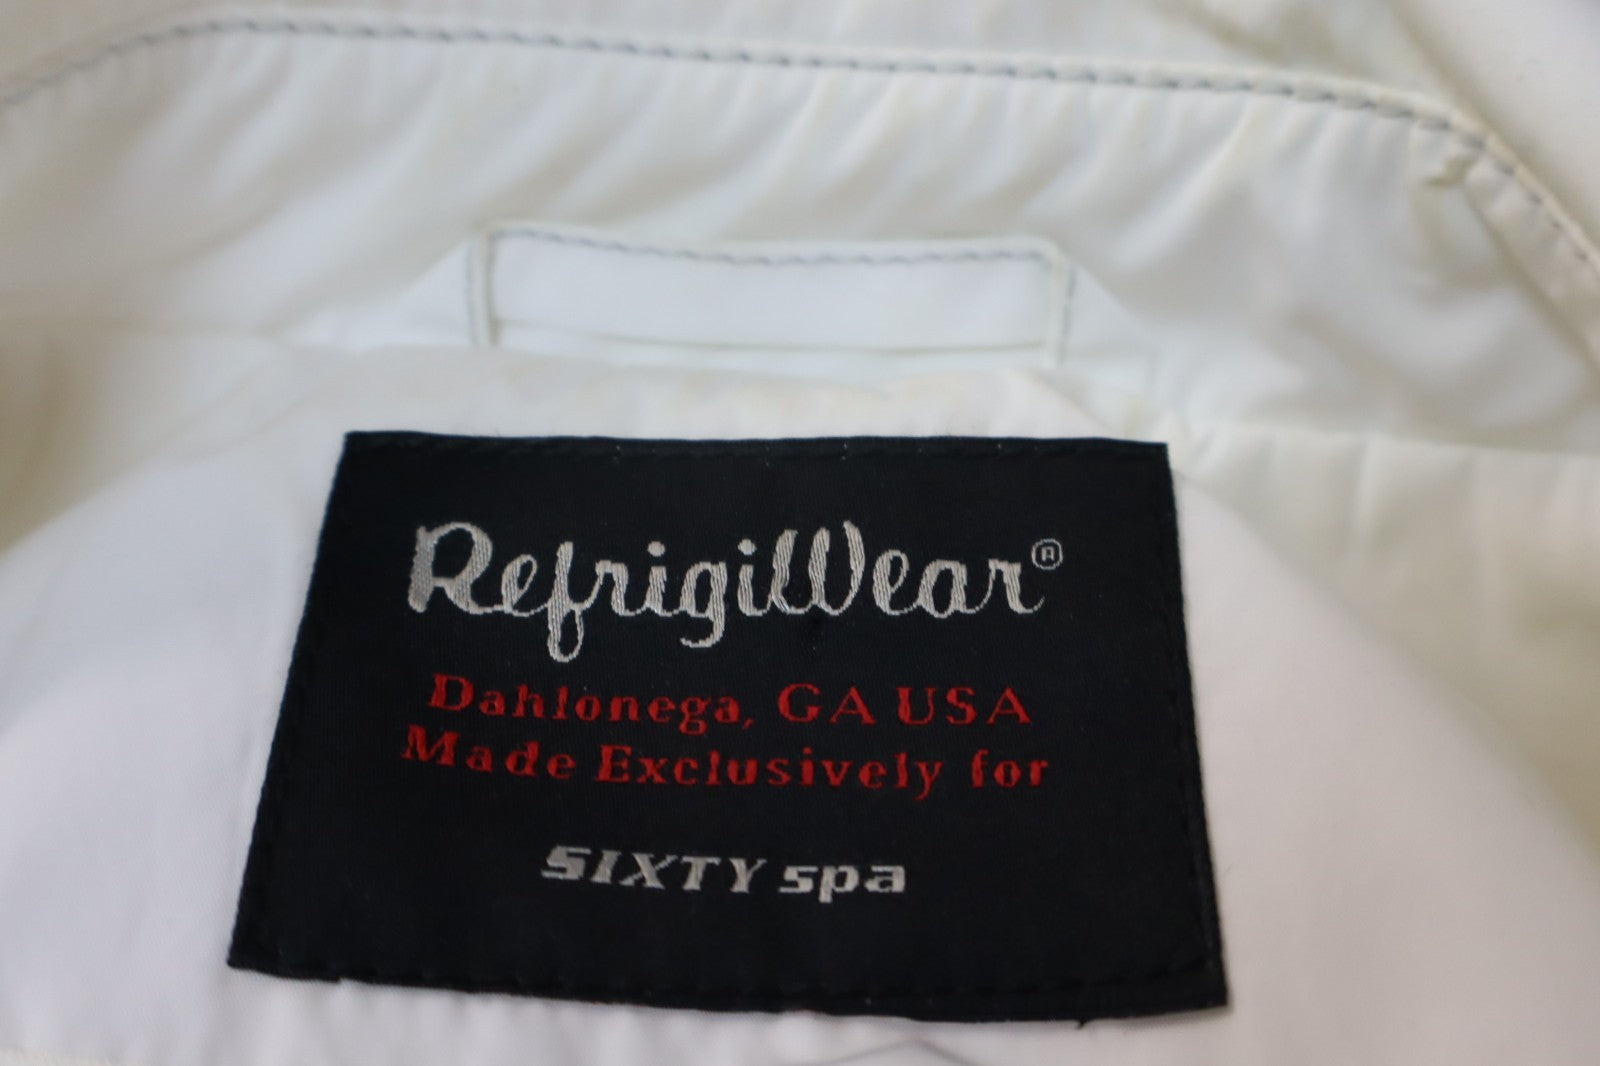 RefrigiWear®
Dahlonega, GA USA
Made Exclusively for
SIXTY spa